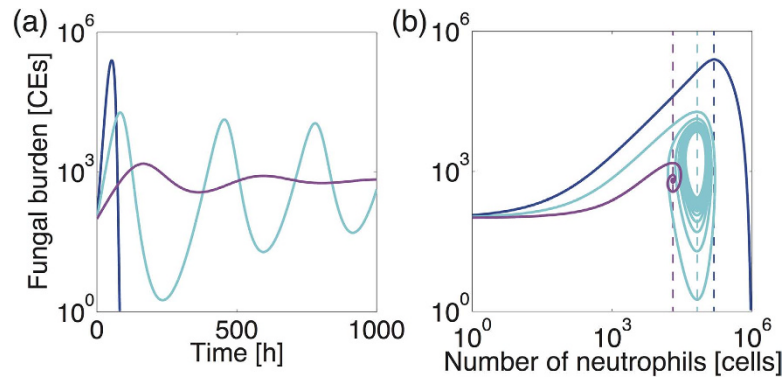 (a)
Fungal burden [CEs]
10^6
10^3
10^0
0
500
1000
Time [h]
(b)
10^6
10^3
10^0
10^0
10^3
10^6
Number of neutrophils [cells]